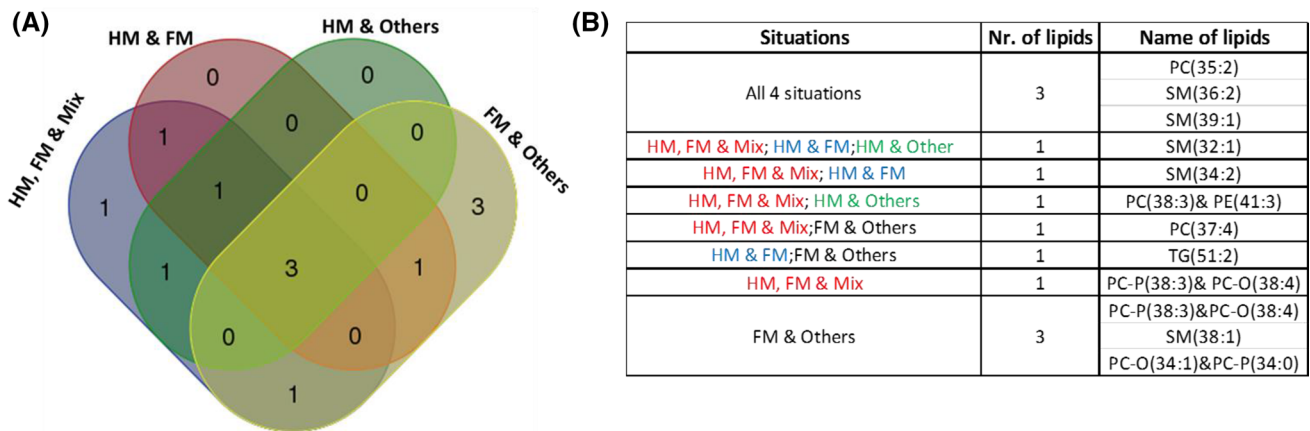 (A)
HM & FM
HM & Others
HM, FM & Mix
FM & Others
0
0
1
0
0
1
1
0
3
1
3
1
0
0
1
(B)
Situations Nr. of lipids Name of lipids
All 4 situations 3 PC(35:2)
SM(36:2)
SM(39:1)
HM, FM & Mix; HM & FM;HM & Other 1 SM(32:1)
HM, FM & Mix; HM & FM 1 SM(34:2)
HM, FM & Mix; HM & Others 1 PC(38:3)& PE(41:3)
HM, FM & Mix;FM & Others 1 PC(37:4)
HM & FM;FM & Others 1 TG(51:2)
HM, FM & Mix 1 PC-P(38:3)& PC-O(38:4)
FM & Others 3 PC-P(38:3)&PC-O(38:4)
SM(38:1)
PC-O(34:1)&PC-P(34:0)